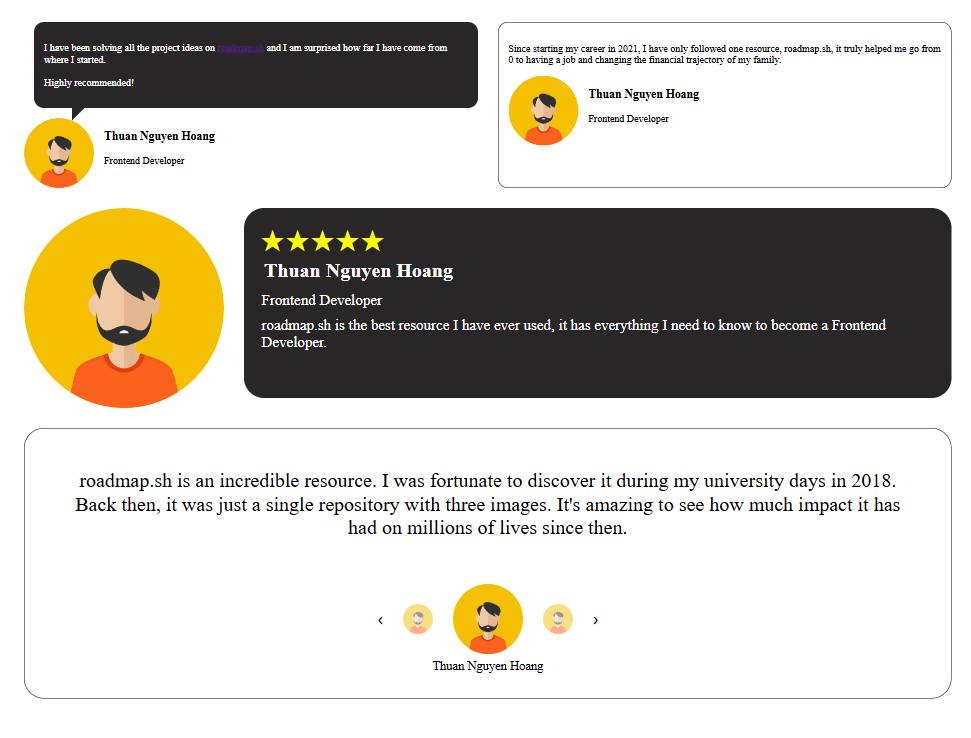 I have been solving all the project ideas on roadmap.sh and I am surprised how far I have come from
where I started.
Highly recommended!
Thuan Nguyen Hoang
Frontend Developer
Since starting my career in 2021, I have only followed one resource, roadmap.sh, it truly helped me go from
0 to having a job and changing the financial trajectory of my family.
Thuan Nguyen Hoang
Frontend Developer
★★★★★
Thuan Nguyen Hoang
Frontend Developer
roadmap.sh is the best resource I have ever used, it has everything I need to know to become a Frontend
Developer.
roadmap.sh is an incredible resource. I was fortunate to discover it during my university days in 2018.
Back then, it was just a single repository with three images. It's amazing to see how much impact it has
had on millions of lives since then.
‹ ›
Thuan Nguyen Hoang